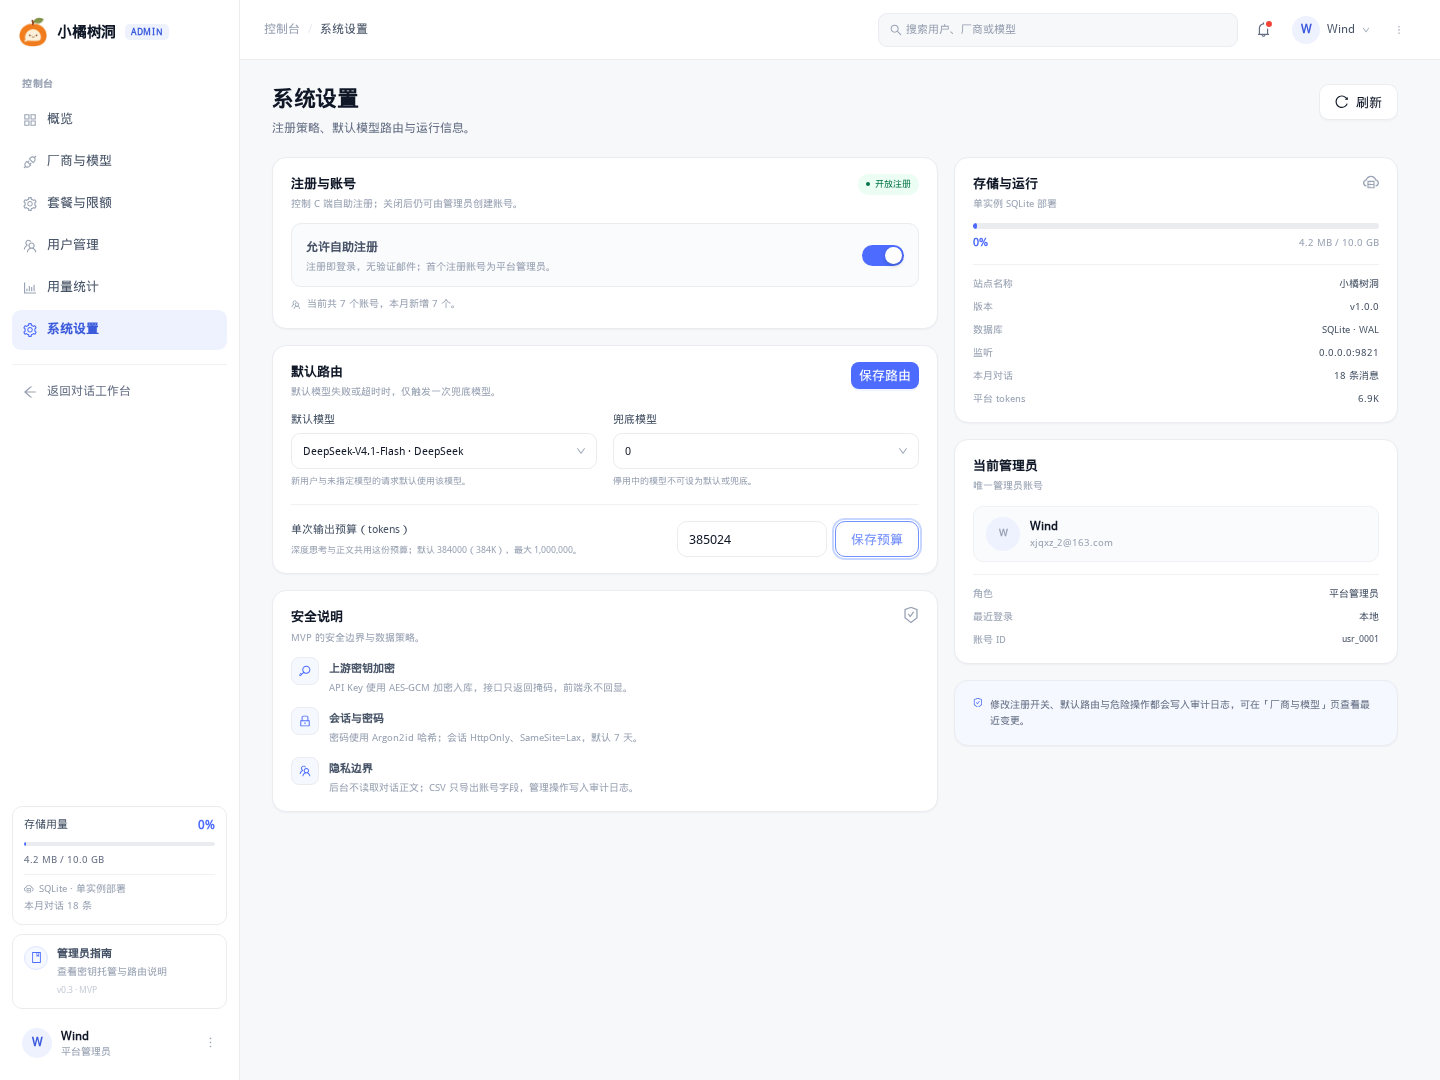 小橘树洞 ADMIN
控制台
概览
厂商与模型
套餐与限额
用户管理
用量统计
系统设置
返回对话工作台
存储用量 0%
4.2 MB / 10.0 GB
SQLite · 单实例部署
本月对话 18 条
管理员指南
查看密钥托管与路由说明
v0.3 · MVP
W Wind
平台管理员
控制台 / 系统设置
搜索用户、厂商或模型
W Wind
系统设置
注册策略、默认模型路由与运行信息。
刷新
注册与账号
开放注册
控制 C 端自助注册；关闭后仍可由管理员创建账号。
允许自助注册
注册即登录，无验证邮件；首个注册账号为平台管理员。
当前共 7 个账号，本月新增 7 个。
默认路由
保存路由
默认模型失败或超时时，仅触发一次兜底模型。
默认模型
兜底模型
DeepSeek-V4.1-Flash · DeepSeek
0
新用户与未指定模型的请求默认使用该模型。
停用中的模型不可设为默认或兜底。
单次输出预算（tokens）
深度思考与正文共用这份预算；默认 384000（384K），最大 1,000,000。
385024
保存预算
安全说明
MVP 的安全边界与数据策略。
上游密钥加密
API Key 使用 AES-GCM 加密入库，接口只返回掩码，前端永不回显。
会话与密码
密码使用 Argon2id 哈希；会话 HttpOnly、SameSite=Lax，默认 7 天。
隐私边界
后台不读取对话正文；CSV 只导出账号字段，管理操作写入审计日志。
存储与运行
单实例 SQLite 部署
0% 4.2 MB / 10.0 GB
站点名称 小橘树洞
版本 v1.0.0
数据库 SQLite · WAL
监听 0.0.0.0:9821
本月对话 18 条消息
平台 tokens 6.9K
当前管理员
唯一管理员账号
W Wind
xjqxz_2@163.com
角色 平台管理员
最近登录 本地
账号 ID usr_0001
修改注册开关、默认路由与危险操作都会写入审计日志，可在「厂商与模型」页查看最
近变更。